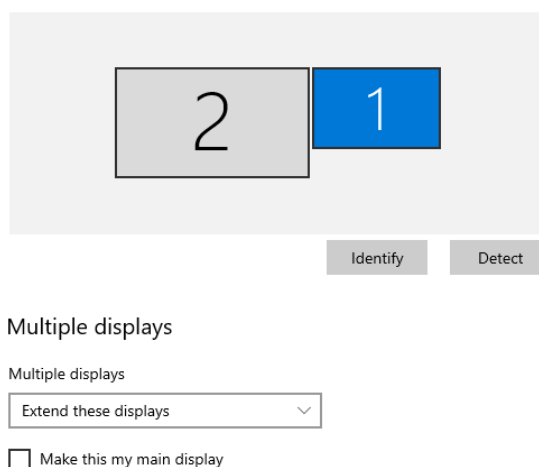 2 1
Identify Detect
Multiple displays
Multiple displays
Extend these displays
Make this my main display